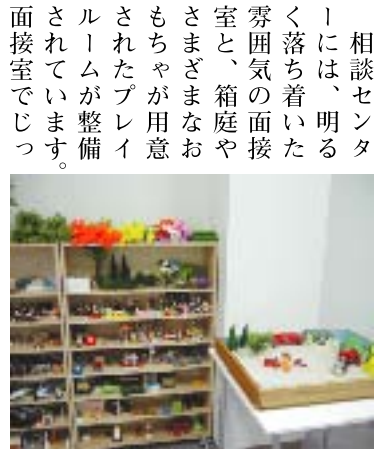 相談センタ
ーには、明る
く落ち着いた
雰囲気の面接
室と、箱庭や
さまざまなお
もちゃが用意
されたプレイ
ルームが整備
されています。
面接室でじっ